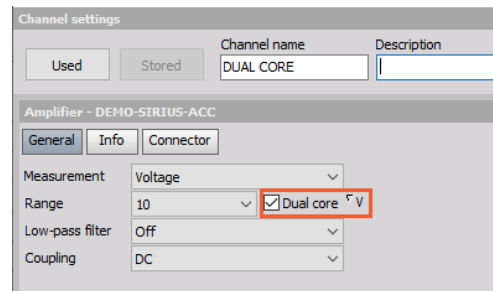 Channel settings
Channel name Description
Used Stored DUAL CORE
Amplifier - DEMO-SIRIUS-ACC
General Info Connector
Measurement Voltage
Range 10 Dual core V
Low-pass filter Off
Coupling DC